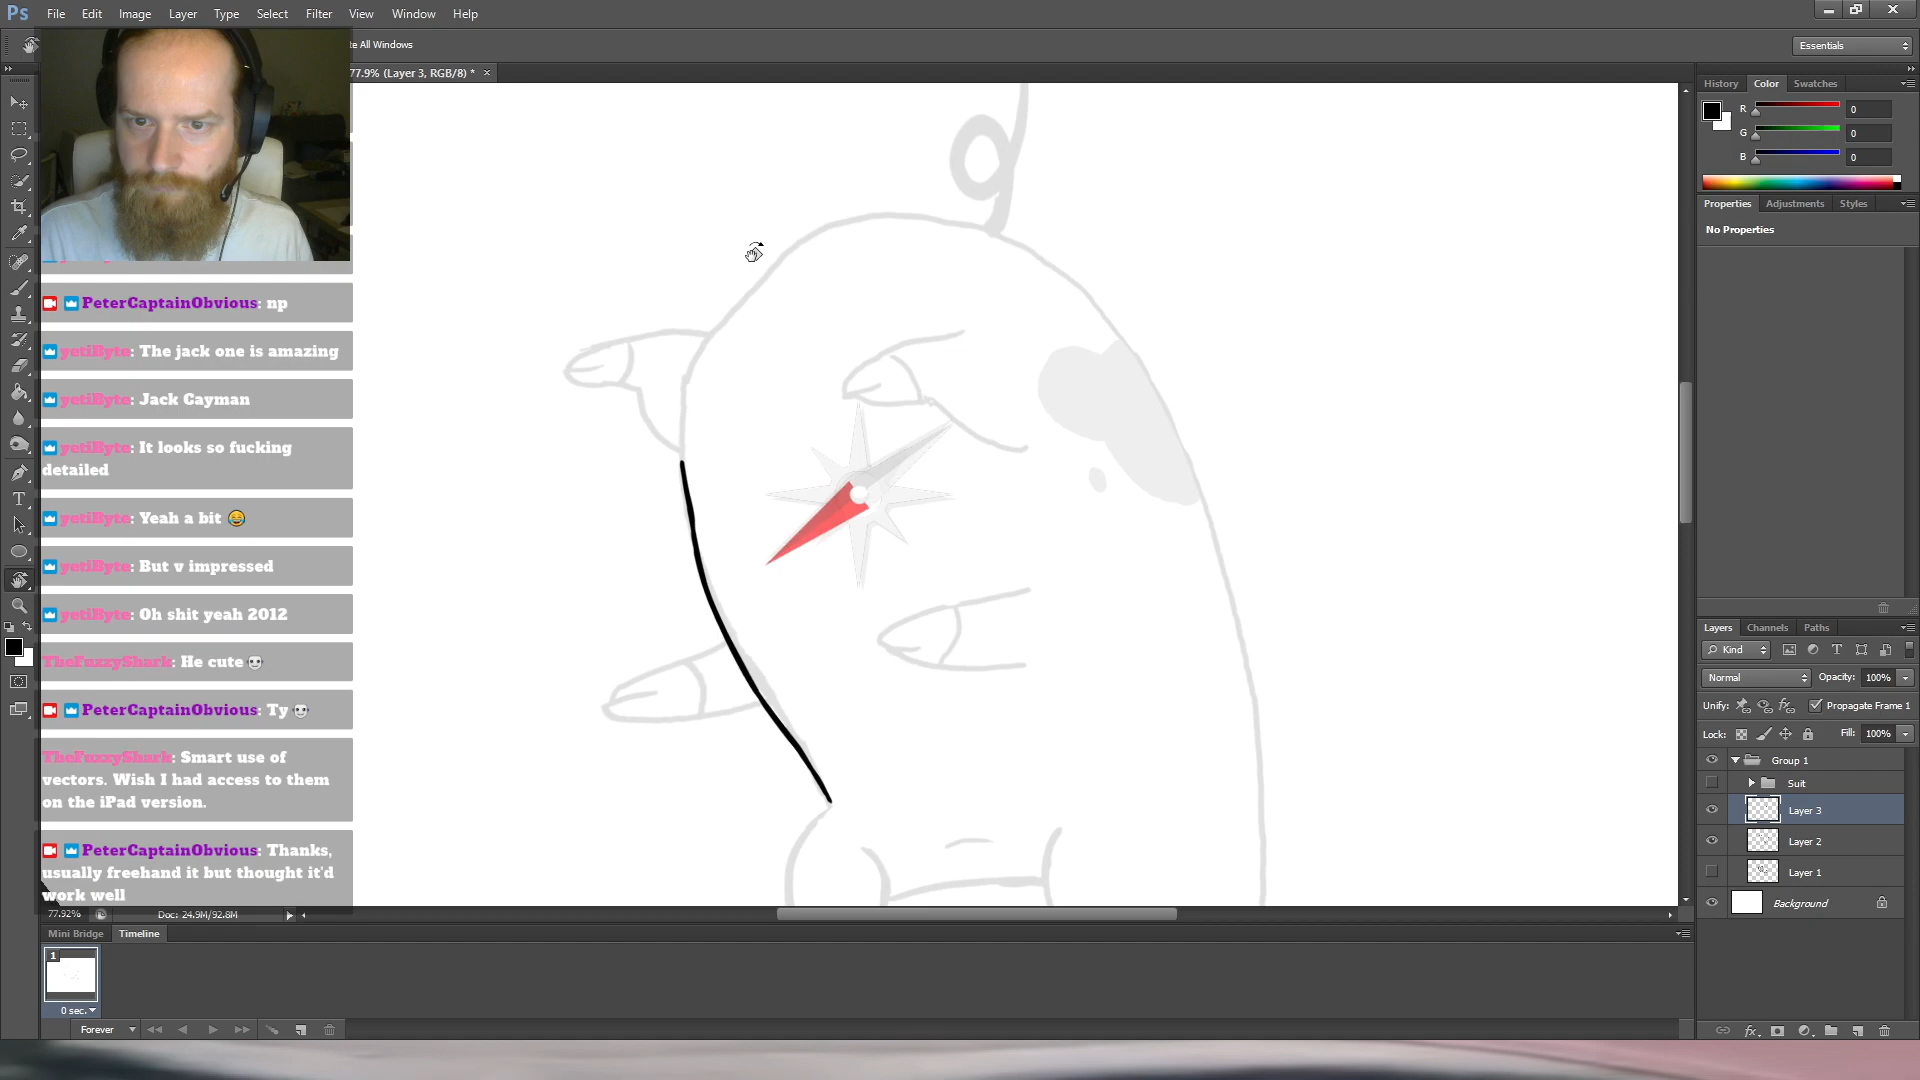 Ps File Edit Image Layer Type Select Filter View Window Help
te All Windows
Essentials
77.9% (Layer 3, RGB/8) *
History Color Swatches
R 0
G 0
B 0
Properties Adjustments Styles
No Properties
PeterCaptainObvious: np
yetiByte: The jack one is amazing
yetiByte: Jack Cayman
yetiByte: It looks so fucking
detailed
yetiByte: Yeah a bit 😂
yetiByte: But v impressed
yetiByte: Oh shit yeah 2012
TheFuzzyShark: He cute
PeterCaptainObvious: Ty
TheFuzzyShark: Smart use of
vectors. Wish I had access to them
on the iPad version.
PeterCaptainObvious: Thanks,
usually freehand it but thought it'd
work well
Layers Channels Paths
Kind
Normal Opacity: 100%
Unify: Propagate Frame 1
Lock: Fill: 100%
Group 1
Suit
Layer 3
Layer 2
Layer 1
Background
77.92% Doc: 24.9M/92.8M
Mini Bridge Timeline
1
0 sec.
Forever